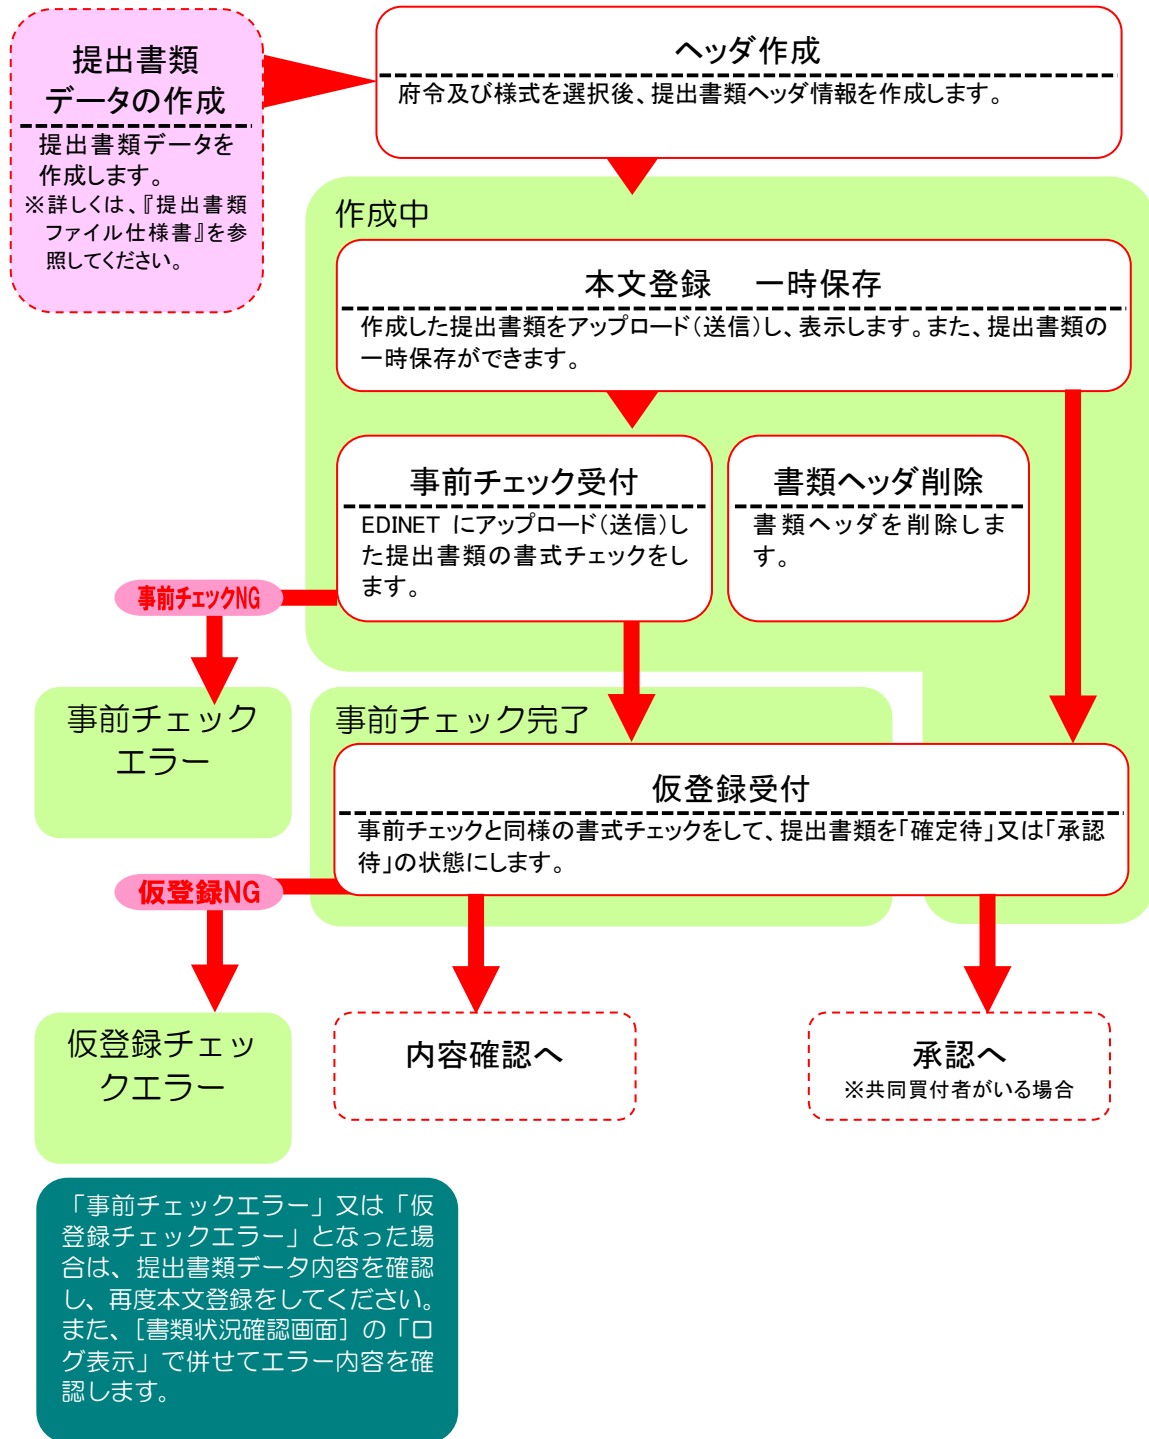 提出書類
データの作成
提出書類データを
作成します。
※詳しくは、『提出書類
ファイル仕様書』を参
照してください。
ヘッダ作成
府令及び様式を選択後、提出書類ヘッダ情報を作成します。
作成中
本文登録　一時保存
作成した提出書類をアップロード(送信)し、表示します。また、提出書類の
一時保存ができます。
事前チェック受付
EDINET にアップロード(送信)し
た提出書類の書式チェックをし
ます。
書類ヘッダ削除
書類ヘッダを削除しま
す。
事前チェックNG
事前チェック
エラー
事前チェック完了
仮登録受付
事前チェックと同様の書式チェックをして、提出書類を「確定待」又は「承認
待」の状態にします。
仮登録NG
仮登録チェッ
クエラー
内容確認へ
承認へ
※共同買付者がいる場合
「事前チェックエラー」又は「仮
登録チェックエラー」となった場
合は、提出書類データ内容を確認
し、再度本文登録をしてください。
また、[書類状況確認画面]の「ロ
グ表示」で併せてエラー内容を確
認します。